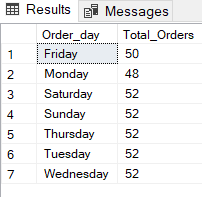 Results Messages
Order_day Total_Orders
1 Friday 50
2 Monday 48
3 Saturday 52
4 Sunday 52
5 Thursday 52
6 Tuesday 52
7 Wednesday 52